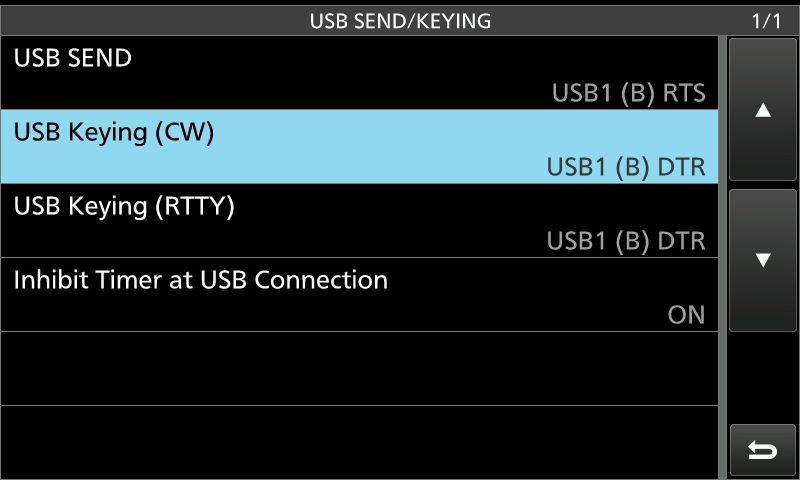 USB SEND/KEYING 1/1
USB SEND
USB1 (B) RTS
USB Keying (CW)
USB1 (B) DTR
USB Keying (RTTY)
USB1 (B) DTR
Inhibit Timer at USB Connection
ON